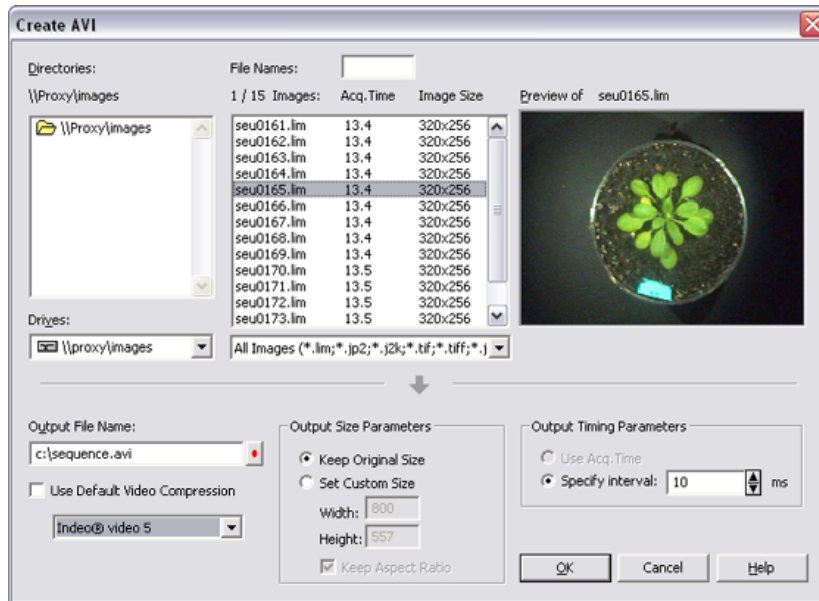 Create AVI
Directories:
File Names:
\\Proxy\images
1 / 15 Images: Acq.Time Image Size
Preview of seu0165.lim
\\Proxy\images
seu0161.lim 13.4 320x256
seu0162.lim 13.4 320x256
seu0163.lim 13.4 320x256
seu0164.lim 13.4 320x256
seu0165.lim 13.4 320x256
seu0166.lim 13.4 320x256
seu0167.lim 13.4 320x256
seu0168.lim 13.4 320x256
seu0169.lim 13.4 320x256
seu0170.lim 13.5 320x256
seu0171.lim 13.5 320x256
seu0172.lim 13.5 320x256
seu0173.lim 13.5 320x256
Drives:
\\proxy\images
All Images (*.lim;*.jp2;*.j2k;*.tif;*.tiff;*.j
Output File Name:
c:\sequence.avi
Use Default Video Compression
Indeo® video 5
Output Size Parameters
Keep Original Size
Set Custom Size
Width: 800
Height: 557
Keep Aspect Ratio
Output Timing Parameters
Use Acq.Time
Specify interval: 10 ms
OK Cancel Help